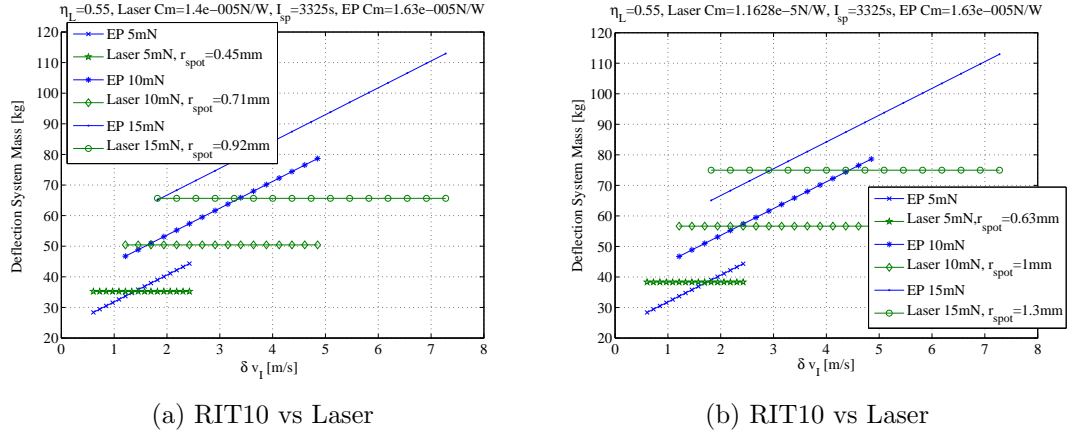 η_L=0.55, Laser Cm=1.4e−005N/W, I_sp=3325s, EP Cm=1.63e−005N/W
120
110
100
90
80
70
60
50
40
30
20
Deflection System Mass [kg]
EP 5mN
Laser 5mN, r_spot=0.45mm
EP 10mN
Laser 10mN, r_spot=0.71mm
EP 15mN
Laser 15mN, r_spot=0.92mm
0 1 2 3 4 5 6 7 8
δ v_I [m/s]
(a) RIT10 vs Laser
η_L=0.55, Laser Cm=1.1628e−5N/W, I_sp=3325s, EP Cm=1.63e−005N/W
120
110
100
90
80
70
60
50
40
30
20
Deflection System Mass [kg]
EP 5mN
Laser 5mN,r_spot=0.63mm
EP 10mN
Laser 10mN, r_spot=1mm
EP 15mN
Laser 15mN, r_spot=1.3mm
0 1 2 3 4 5 6 7 8
δ v_I [m/s]
(b) RIT10 vs Laser